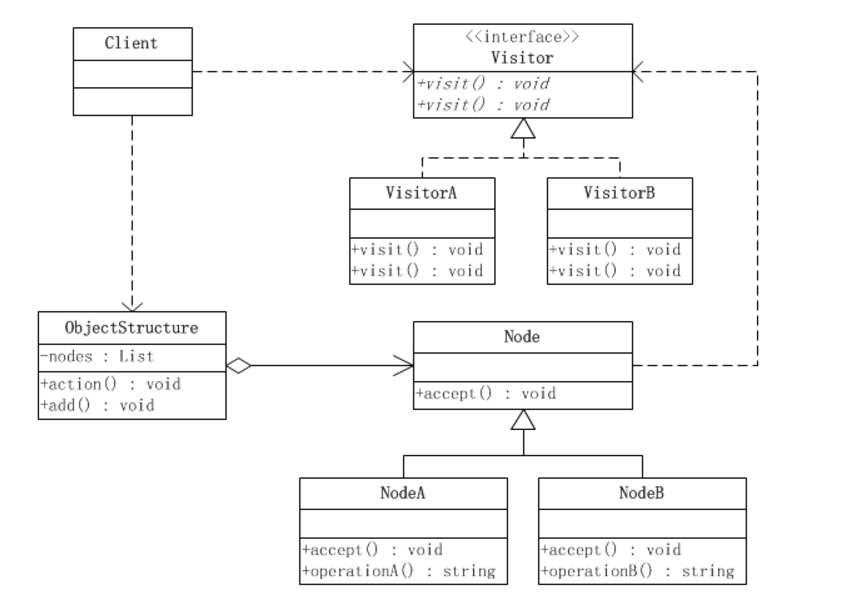 Client
<<interface>>
Visitor
+visit() : void
+visit() : void
VisitorA
+visit() : void
+visit() : void
VisitorB
+visit() : void
+visit() : void
ObjectStructure
-nodes : List
+action() : void
+add() : void
Node
+accept() : void
NodeA
+accept() : void
+operationA() : string
NodeB
+accept() : void
+operationB() : string